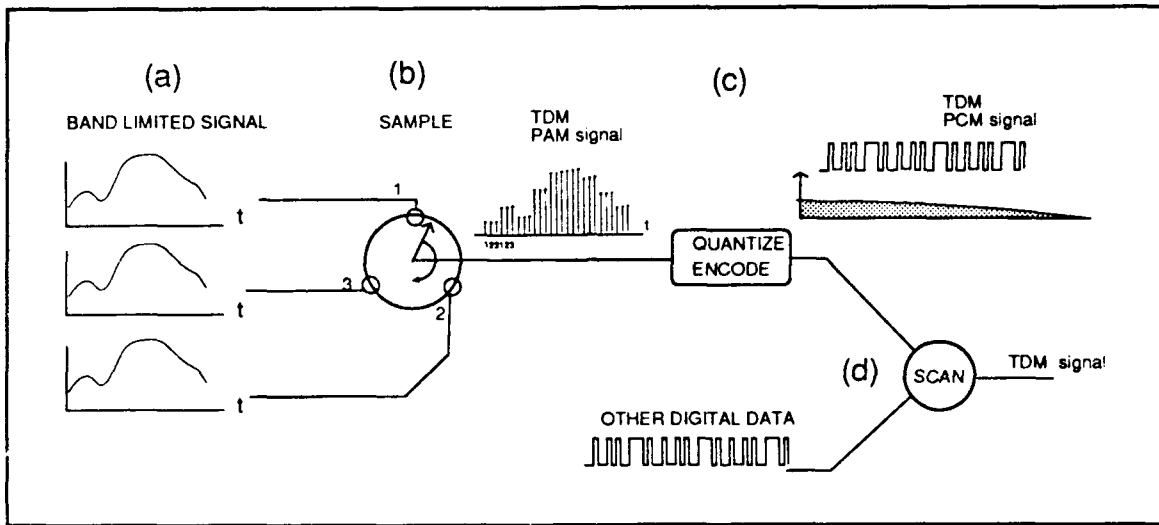 (a)
(b)
(c)
BAND LIMITED SIGNAL
SAMPLE
TDM
PAM signal
TDM
PCM signal
t
1
t
123123
QUANTIZE
ENCODE
3
2
t
t
(d)
SCAN
TDM signal
OTHER DIGITAL DATA